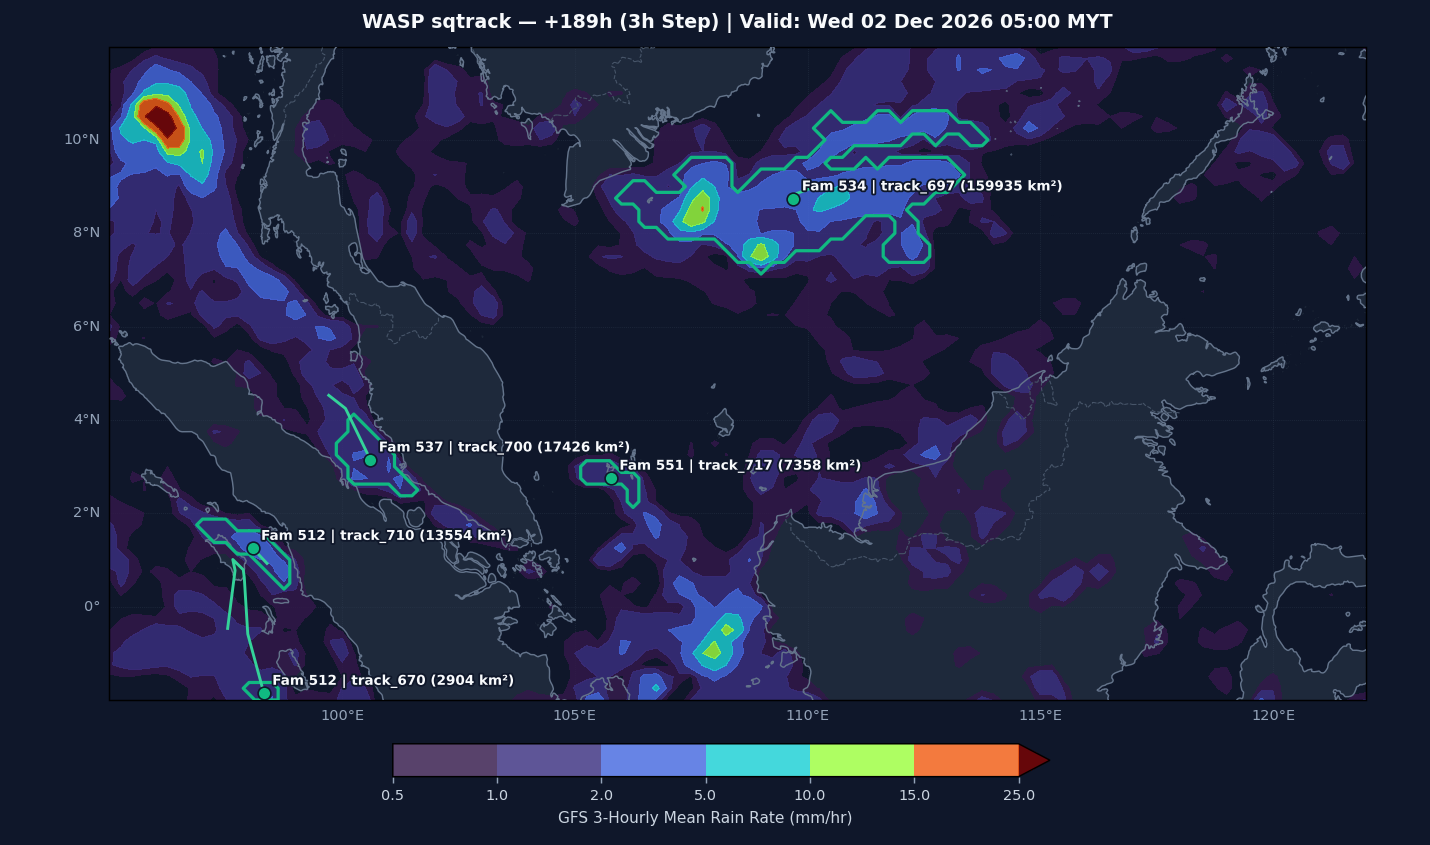 WASP sqtrack — +189h (3h Step) | Valid: Wed 02 Dec 2026 05:00 MYT
10°N
8°N
6°N
4°N
2°N
0°
Fam 534 | track_697 (159935 km²)
Fam 537 | track_700 (17426 km²)
Fam 551 | track_717 (7358 km²)
Fam 512 | track_710 (13554 km²)
Fam 512 | track_670 (2904 km²)
100°E 105°E 110°E 115°E 120°E
0.5 1.0 2.0 5.0 10.0 15.0 25.0
GFS 3-Hourly Mean Rain Rate (mm/hr)